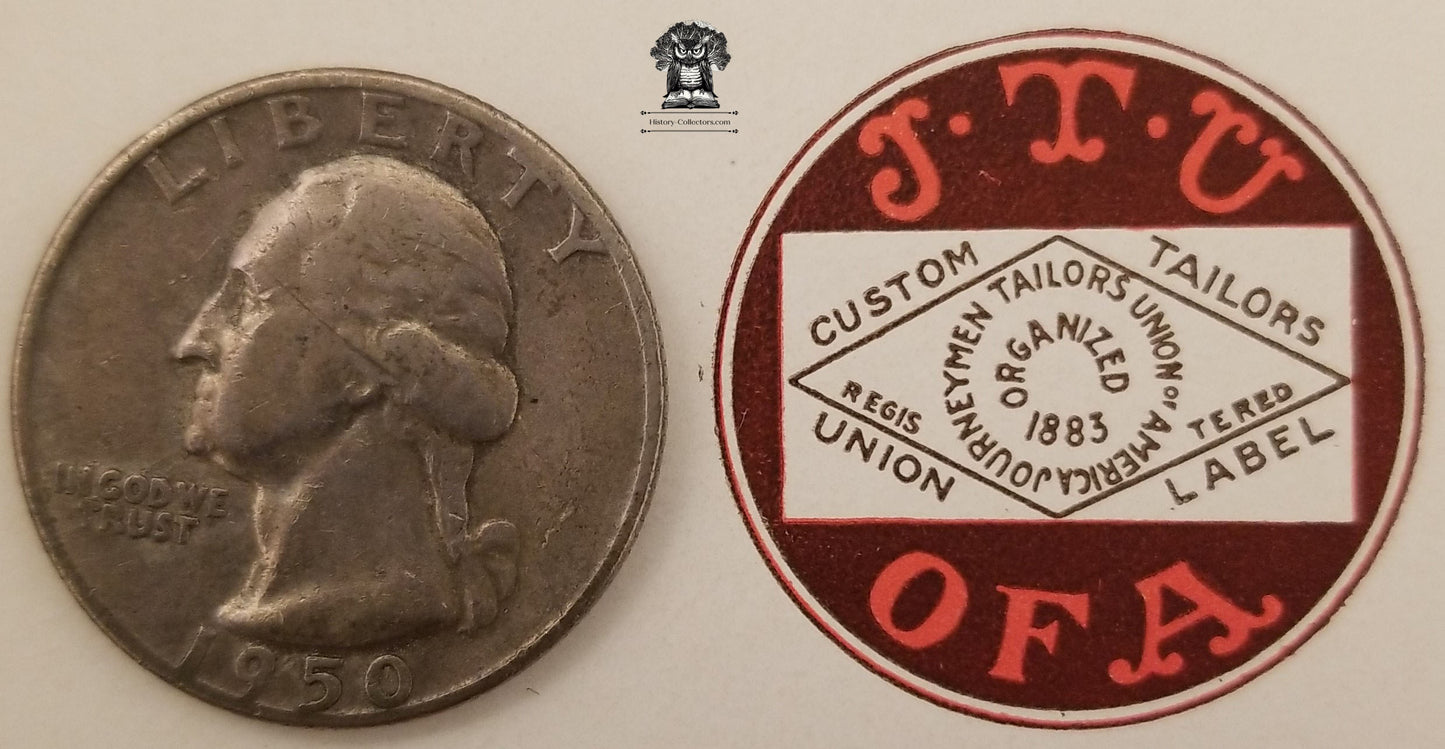 LIBERTY
IN GOD WE
TRUST
1950
History-Collectors.com
J·T·U
CUSTOM TAILORS
JOURNEYMEN TAILORS UNION OF AMERICA
ORGANIZED
1883
REGIS TERED
UNION LABEL
OFA